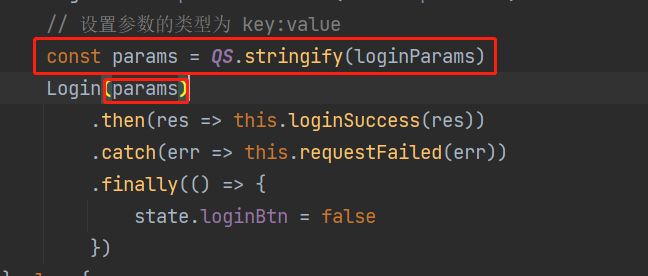 // 设置参数的类型为 key:value
const params = QS.stringify(loginParams)
Login(params)
.then(res => this.loginSuccess(res))
.catch(err => this.requestFailed(err))
.finally(() => {
state.loginBtn = false
})